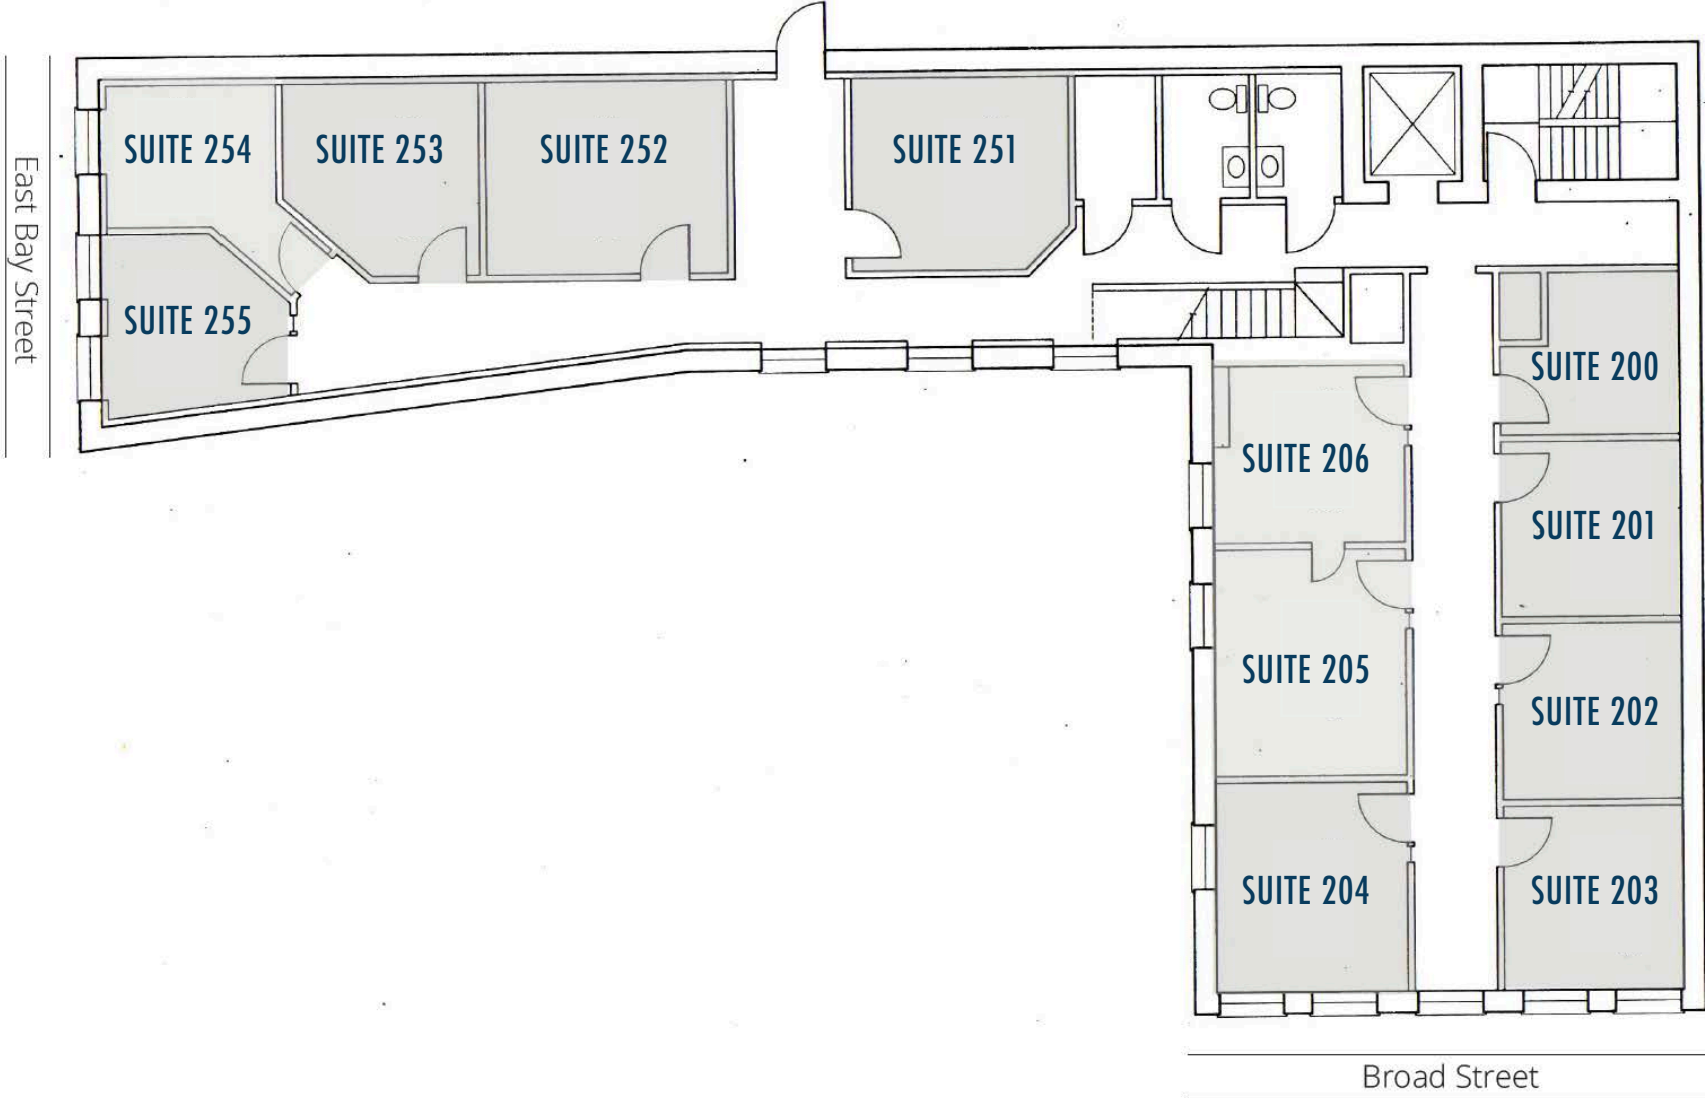 SUITE 254
SUITE 253
SUITE 252
SUITE 251
East Bay Street
SUITE 255
SUITE 200
SUITE 206
SUITE 201
SUITE 205
SUITE 202
SUITE 204
SUITE 203
Broad Street